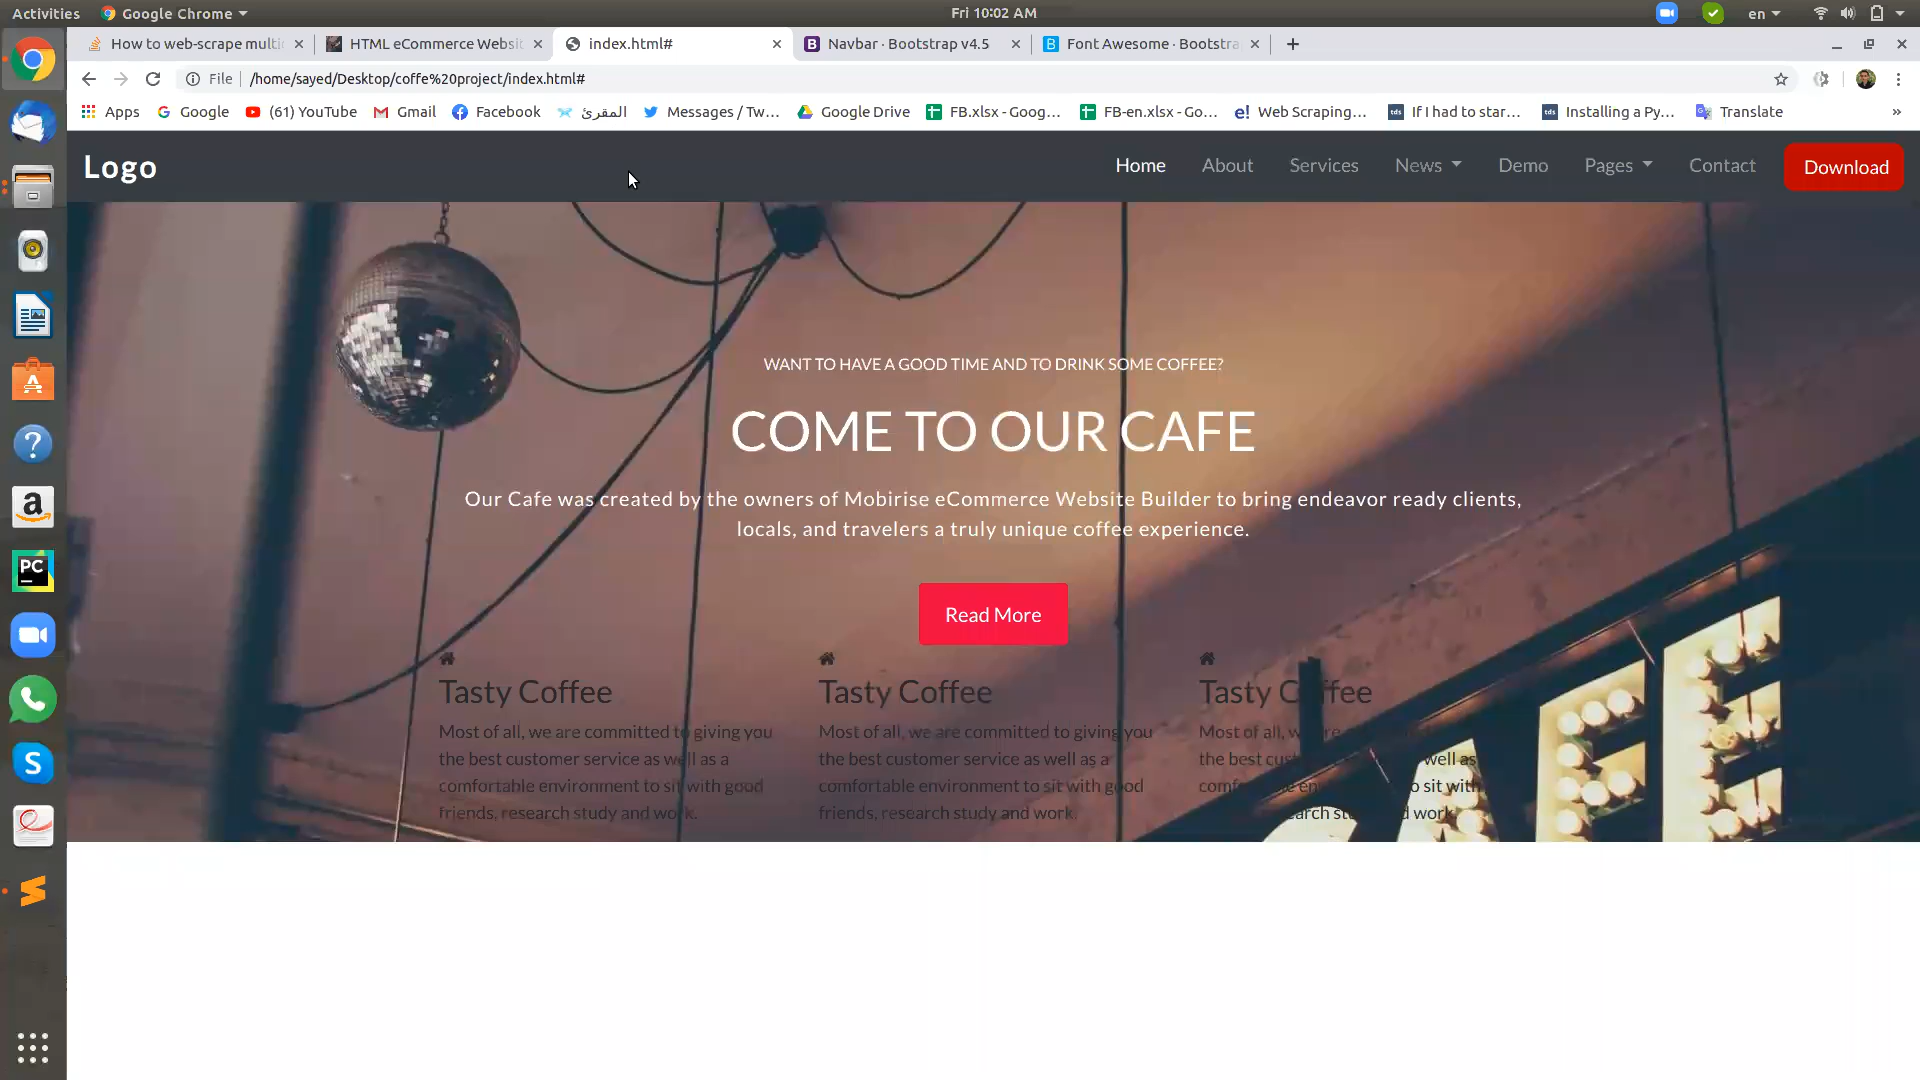 Activities Google Chrome Fri 10:02 AM en
How to web-scrape multi HTML eCommerce Websit index.html# Navbar · Bootstrap v4.5 Font Awesome · Bootstra
File /home/sayed/Desktop/coffe%20project/index.html#
Apps Google (61) YouTube Gmail Facebook المقرئ Messages / Tw... Google Drive FB.xlsx - Goog... FB-en.xlsx - Go... Web Scraping... If I had to star... Installing a Py... Translate »
Logo Home About Services News Demo Pages Contact Download
WANT TO HAVE A GOOD TIME AND TO DRINK SOME COFFEE?
COME TO OUR CAFE
Our Cafe was created by the owners of Mobirise eCommerce Website Builder to bring endeavor ready clients,
locals, and travelers a truly unique coffee experience.
Read More
Tasty Coffee
Most of all, we are committed to giving you
the best customer service as well as a
comfortable environment to sit with good
friends, research study and work.
Tasty Coffee
Most of all, we are committed to giving you
the best customer service as well as a
comfortable environment to sit with good
friends, research study and work.
Tasty Coffee
Most of all,
the best well as
to sit with
work.